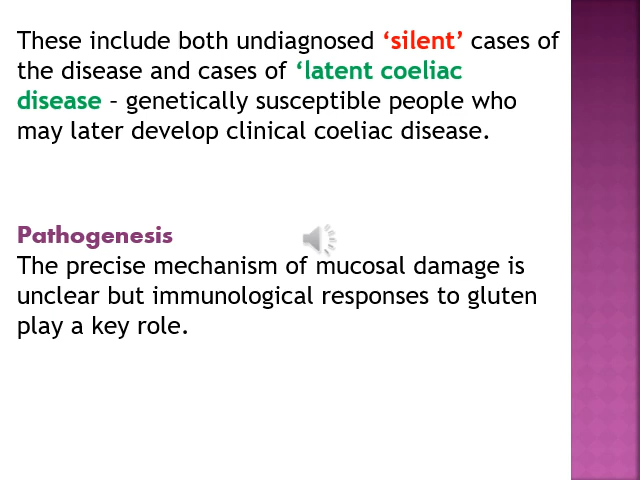 These include both undiagnosed ‘silent’ cases of
the disease and cases of ‘latent coeliac
disease – genetically susceptible people who
may later develop clinical coeliac disease.
Pathogenesis
The precise mechanism of mucosal damage is
unclear but immunological responses to gluten
play a key role.